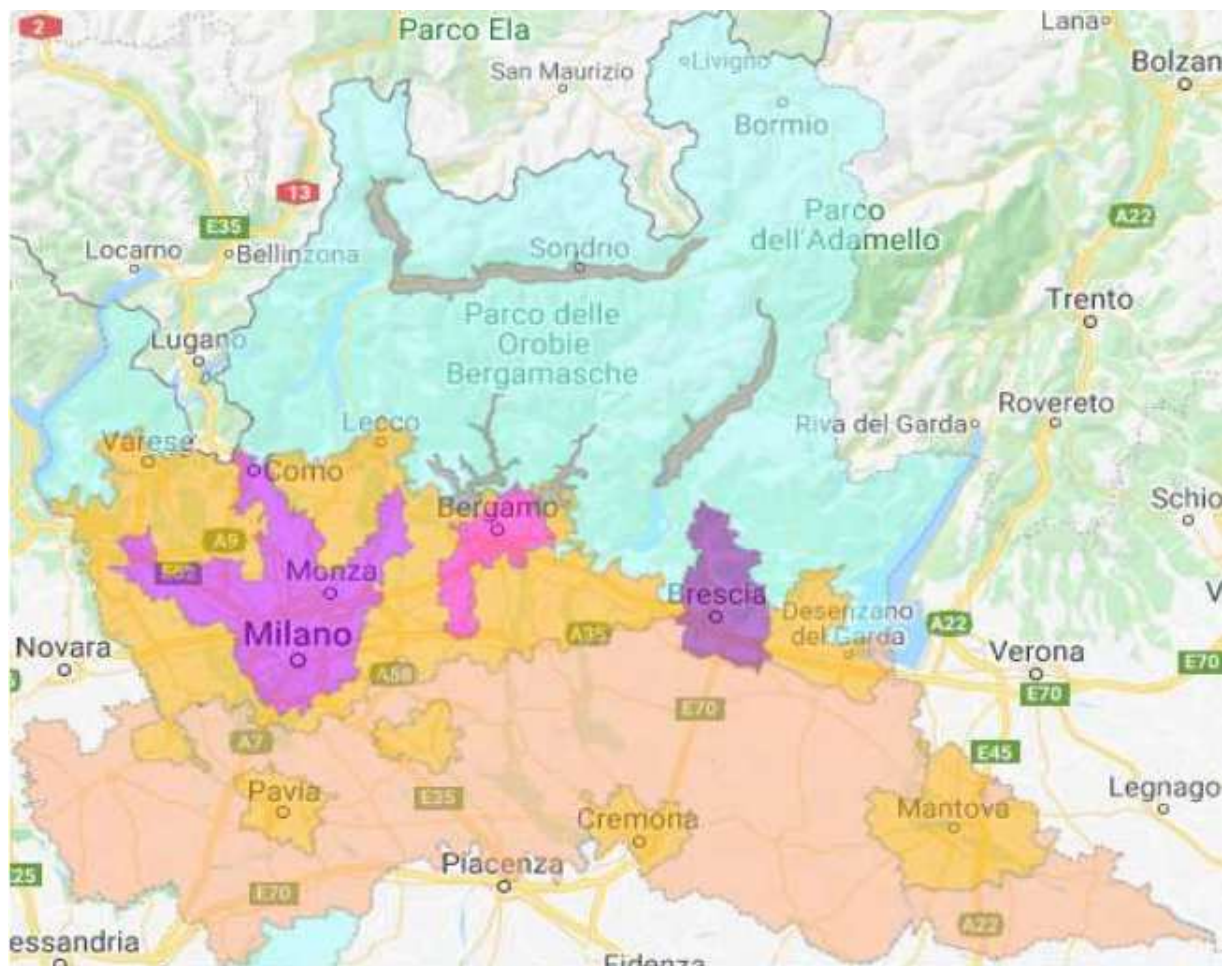 2
Parco Ela
Lana
San Maurizio
Livigno
Bolzan
Bormio
13
E35
Parco
dell'Adamello
A22
Locarno
Bellinzona
Sondrio
Trento
Parco delle
Orobie
Bergamasche
Lugano
Riva del Garda
Rovereto
Varese
Lecco
Como
Bergamo
Schio
A9
Monza
Brescia
Desenzano
del Garda
V
Milano
A35
A22
Novara
Verona
E70
A58
E70
E70
A7
E45
Pavia
E35
Cremona
Mantova
Legnago
Piacenza
25
E70
A22
essandria
Fidenza